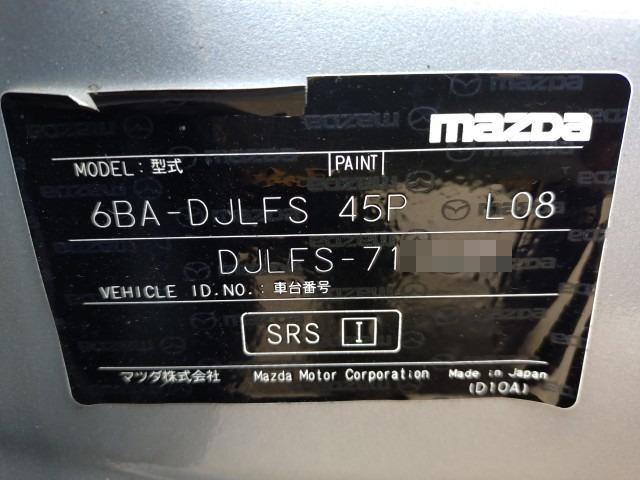 mazda
MODEL:型式 PAINT
6BA-DJLFS 45P L08
DJLFS-71
VEHICLE ID.NO.:車台番号
SRS I
マツダ株式会社 Mazda Motor Corporation Made in Japan
(D10A)